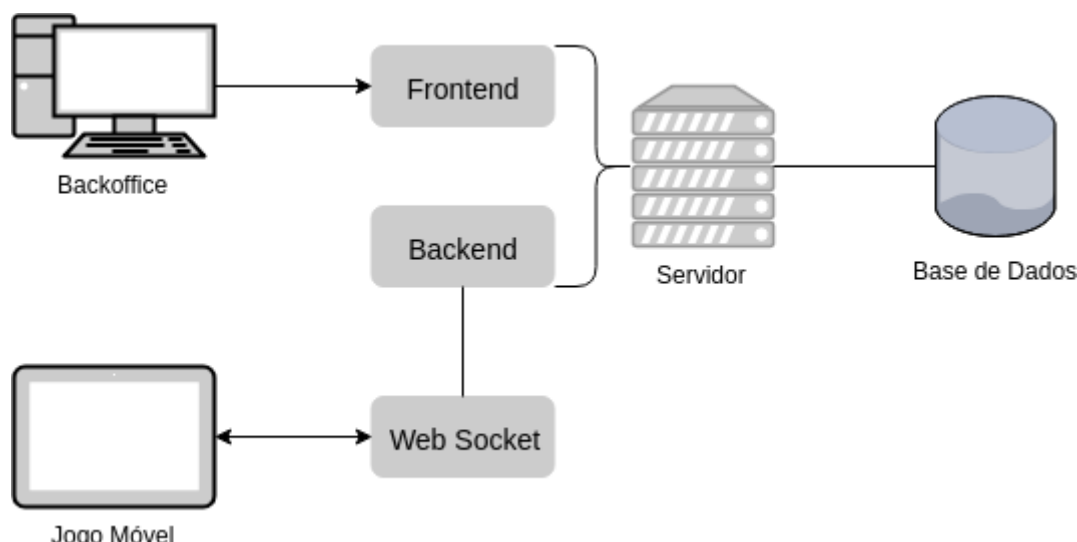 Frontend
Backoffice
Backend
Servidor
Base de Dados
Web Socket
Jogo Móvel